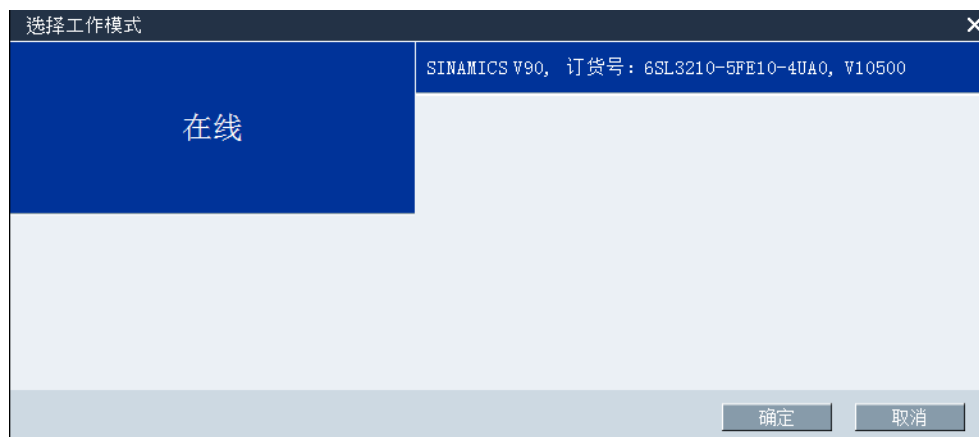 选择工作模式
在线
SINAMICS V90, 订货号: 6SL3210-5FE10-4UA0, V10500
确定
取消